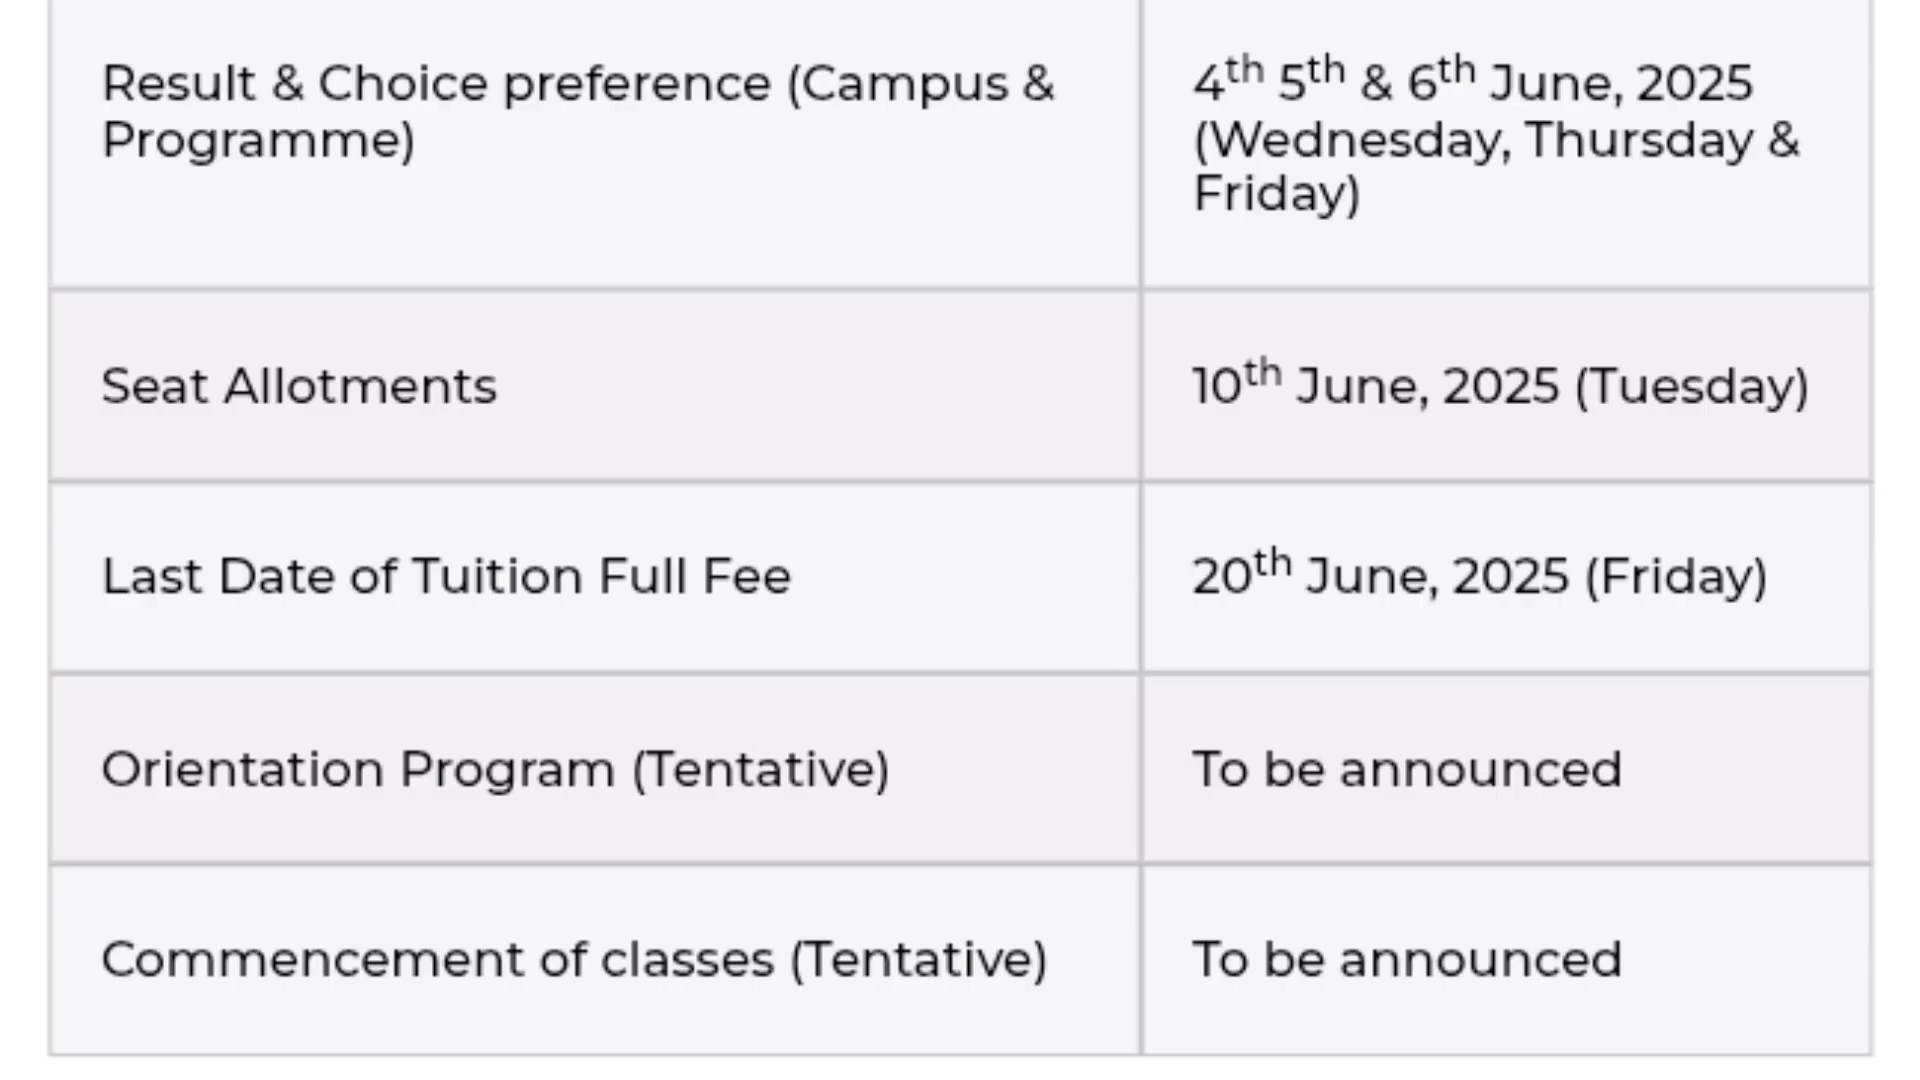 Result & Choice preference (Campus &
Programme)
4th 5th & 6th June, 2025
(Wednesday, Thursday &
Friday)
Seat Allotments
10th June, 2025 (Tuesday)
Last Date of Tuition Full Fee
20th June, 2025 (Friday)
Orientation Program (Tentative)
To be announced
Commencement of classes (Tentative)
To be announced